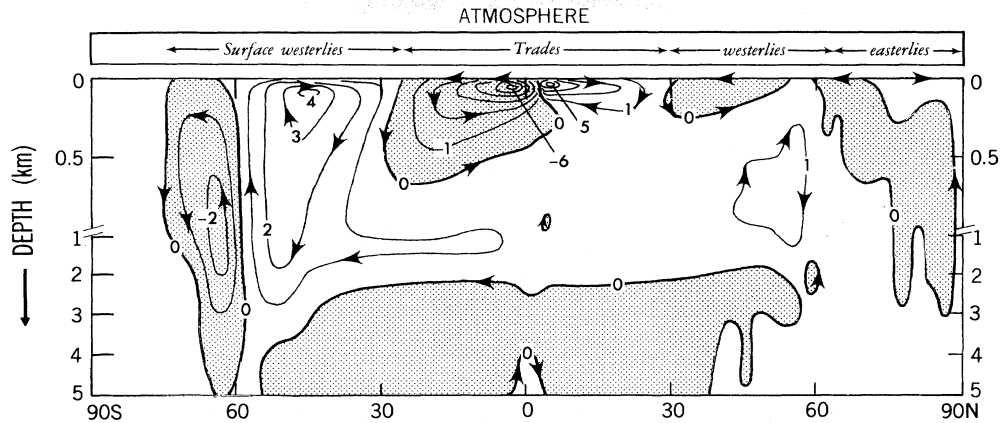 ATMOSPHERE
Surface westerlies Trades westerlies easterlies
0 0
4 1
3 0 5 0
-1 0
0.5 -6 1 0.5
0
-2 2 0
0 1 1
2 0 2
0 3 3
4 0 4
5 5
90S 60 30 0 30 60 90N
DEPTH (km)